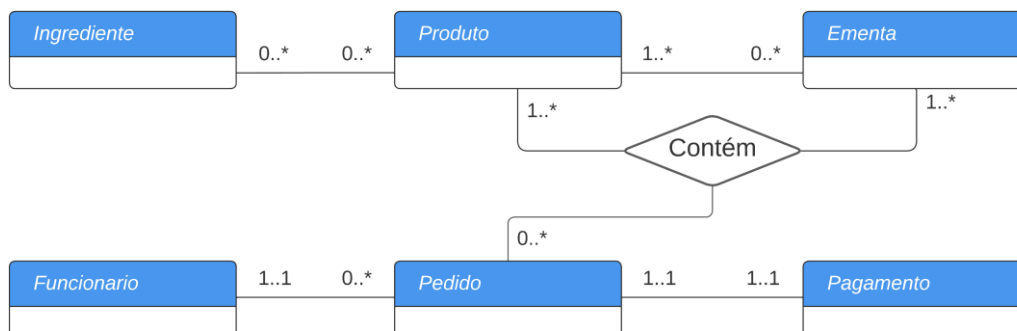 Ingrediente
0..*
0..*
Produto
1..*
0..*
Ementa
1..*
1..*
Contém
0..*
Funcionario
1..1
0..*
Pedido
1..1
1..1
Pagamento